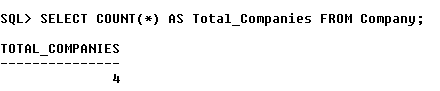 SQL> SELECT COUNT(*) AS Total_Companies FROM Company;
TOTAL_COMPANIES
---------------
4